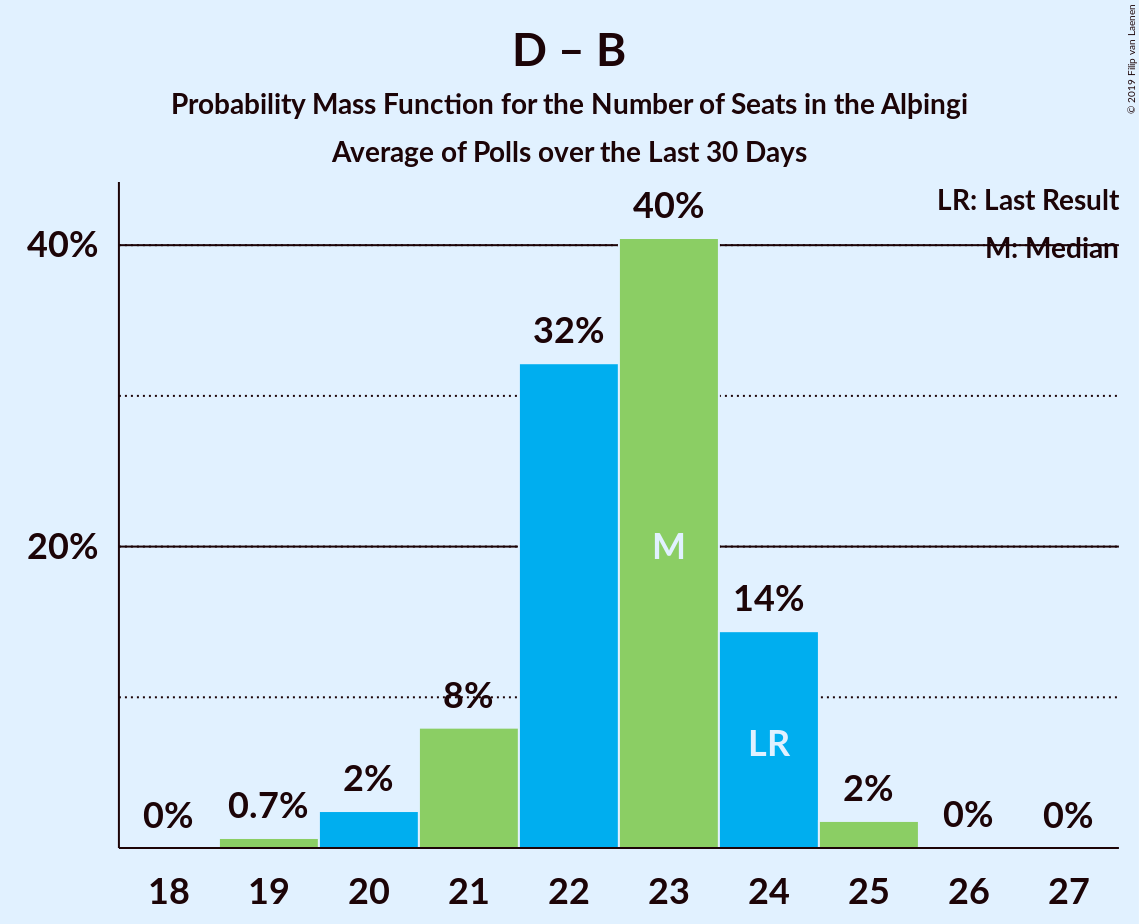 D – B
Probability Mass Function for the Number of Seats in the Alþingi
Average of Polls over the Last 30 Days
© 2019 Filip van Laenen
LR: Last Result
M: Median
40%
20%
0%
0.7%
2%
8%
32%
40%
14%
2%
0%
0%
M
LR
18 19 20 21 22 23 24 25 26 27